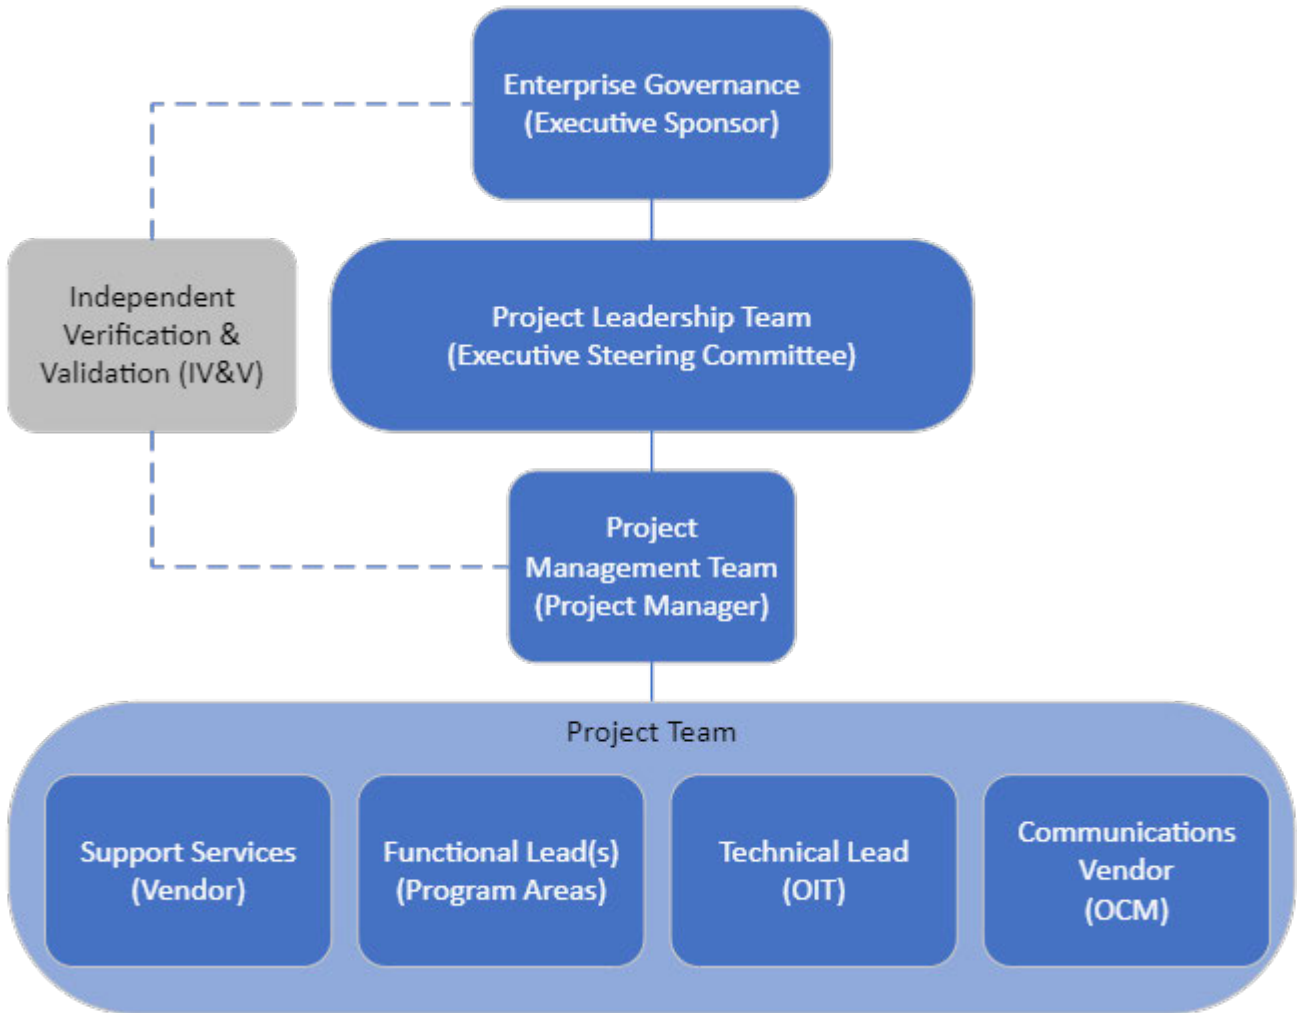 Enterprise Governance
(Executive Sponsor)
Independent
Verification &
Validation (IV&V)
Project Leadership Team
(Executive Steering Committee)
Project
Management Team
(Project Manager)
Project Team
Support Services
(Vendor)
Functional Lead(s)
(Program Areas)
Technical Lead
(OIT)
Communications
Vendor
(OCM)